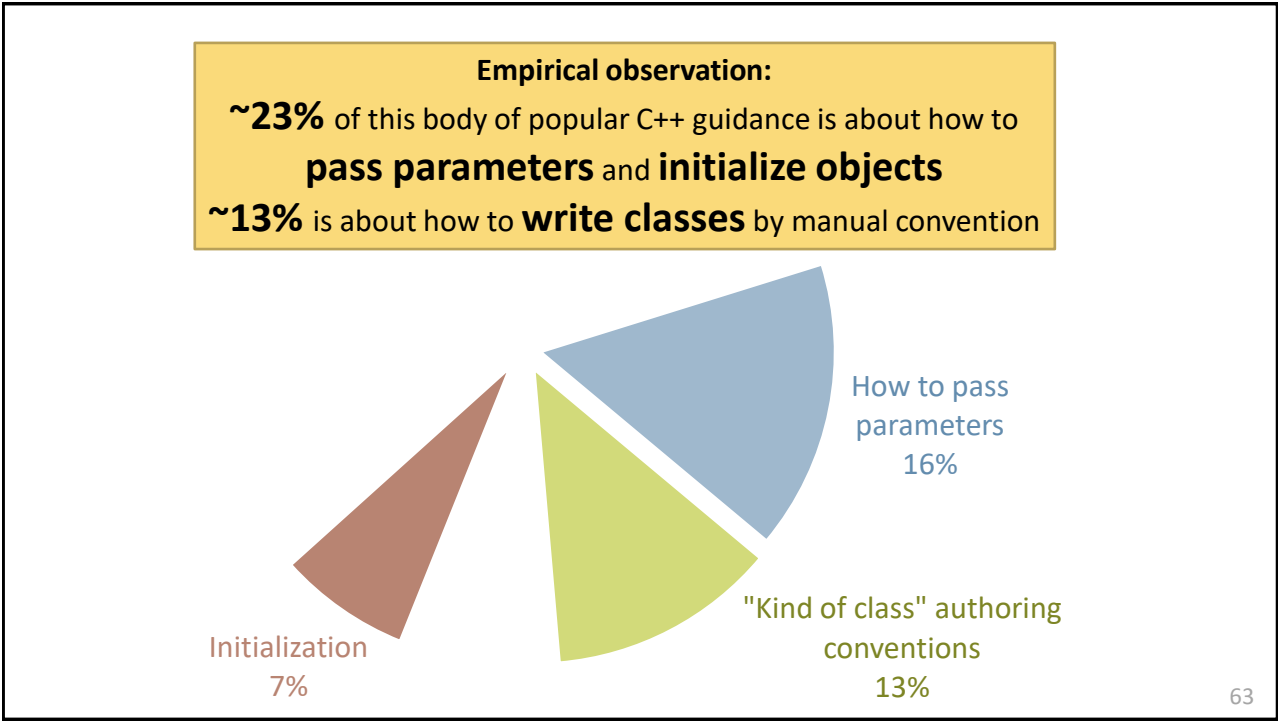 Empirical observation:
~23% of this body of popular C++ guidance is about how to
pass parameters and initialize objects
~13% is about how to write classes by manual convention
How to pass
parameters
16%
"Kind of class" authoring
conventions
13%
Initialization
7%
63